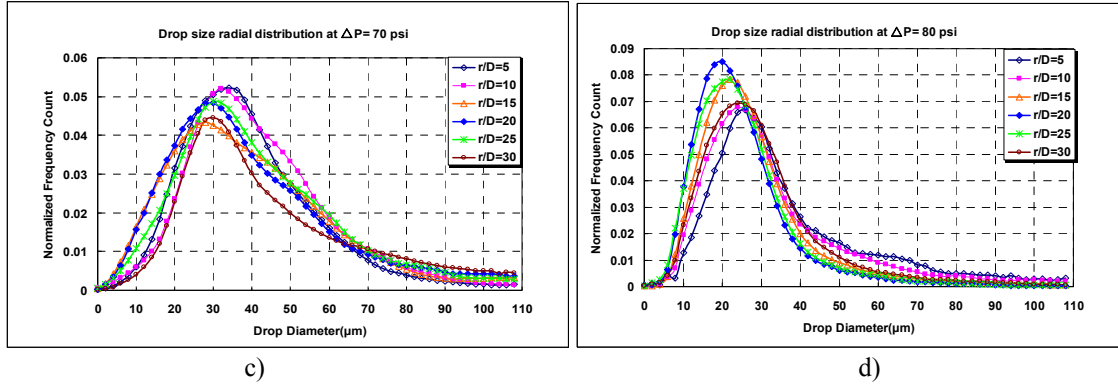 Drop size radial distribution at △P= 70 psi
Normalized Frequency Count
0.06
0.05
0.04
0.03
0.02
0.01
0
0 10 20 30 40 50 60 70 80 90 100 110
Drop Diameter(µm)
r/D=5
r/D=10
r/D=15
r/D=20
r/D=25
r/D=30
c)
Drop size radial distribution at △P= 80 psi
Normalized Frequency Count
0.09
0.08
0.07
0.06
0.05
0.04
0.03
0.02
0.01
0
0 10 20 30 40 50 60 70 80 90 100 110
Drop Diameter(µm)
r/D=5
r/D=10
r/D=15
r/D=20
r/D=25
r/D=30
d)